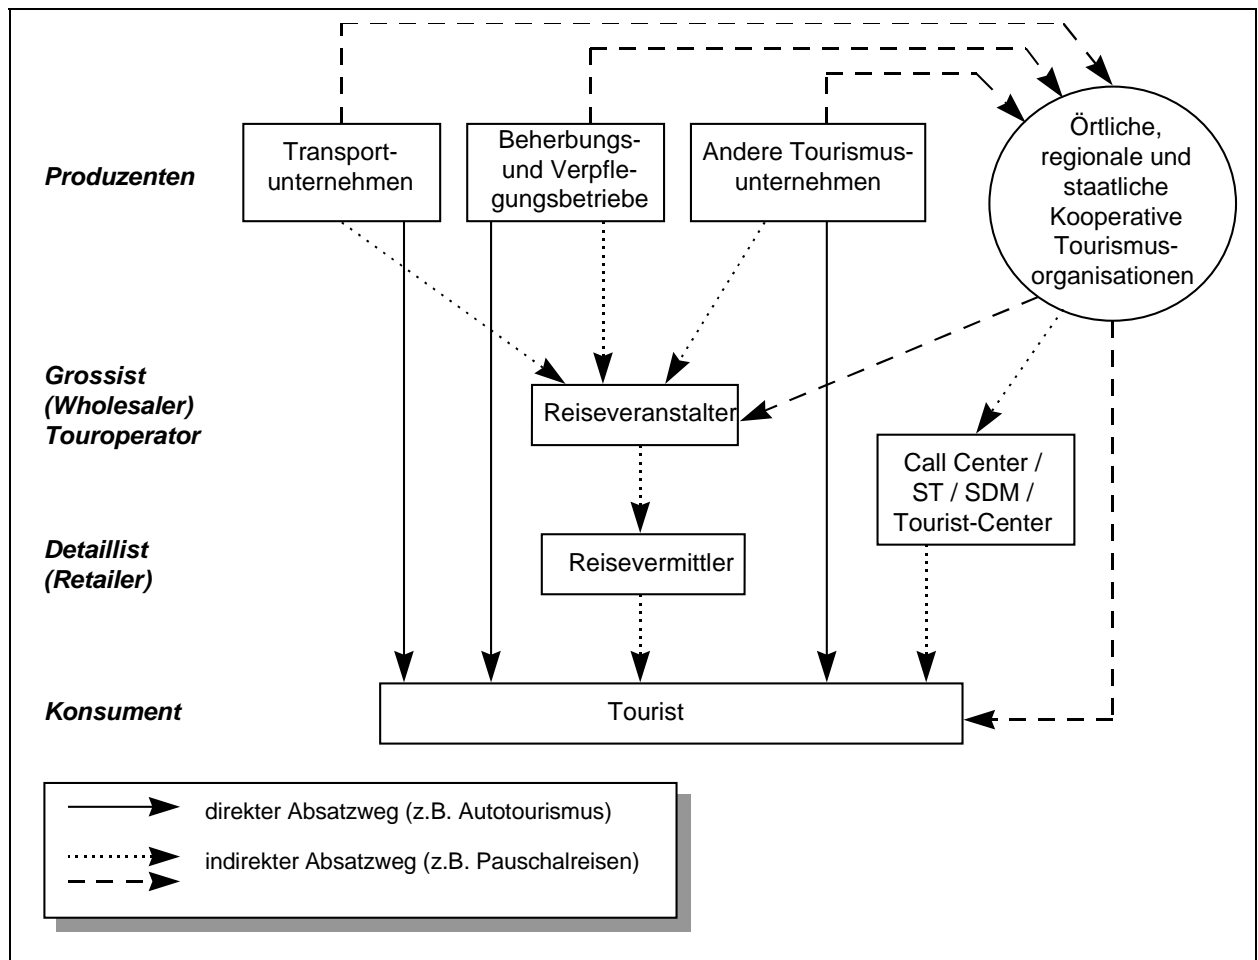 Produzenten
Transport-
unternehmen
Beherbungs-
und Verpfle-
gungsbetriebe
Andere Tourismus-
unternehmen
Örtliche,
regionale und
staatliche
Kooperative
Tourismus-
organisationen
Grossist
(Wholesaler)
Touroperator
Reiseveranstalter
Call Center /
ST / SDM /
Tourist-Center
Detaillist
(Retailer)
Reisevermittler
Konsument
Tourist
direkter Absatzweg (z.B. Autotourismus)
indirekter Absatzweg (z.B. Pauschalreisen)